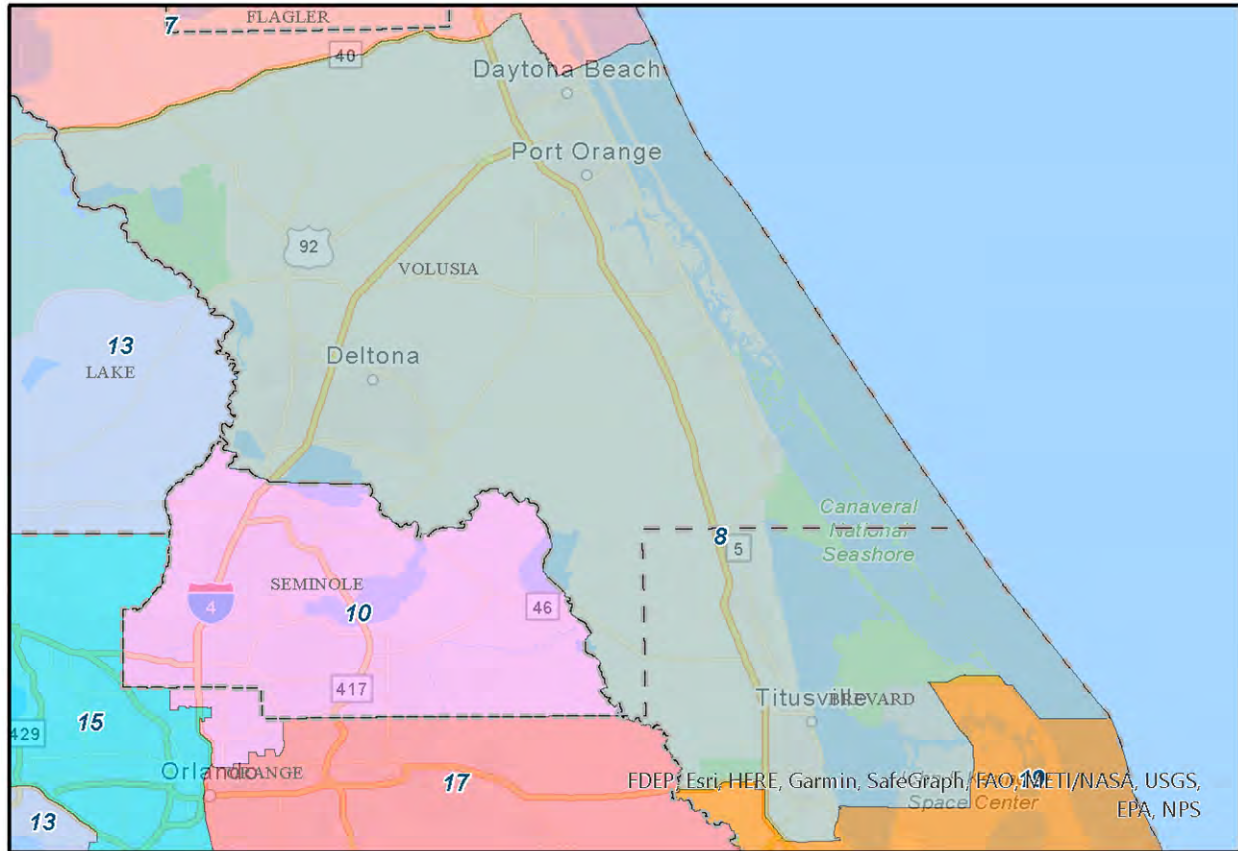 7
FLAGLER
40
Daytona Beach
Port Orange
92
VOLUSIA
13
LAKE
Deltona
Canaveral
National
Seashore
8
5
SEMINOLE
10
46
4
417
Titusville
BREVARD
15
429
Orlando
ORANGE
17
19
Space Center
13
FDEP, Esri, HERE, Garmin, SafeGraph, FAO, METI/NASA, USGS,
EPA, NPS